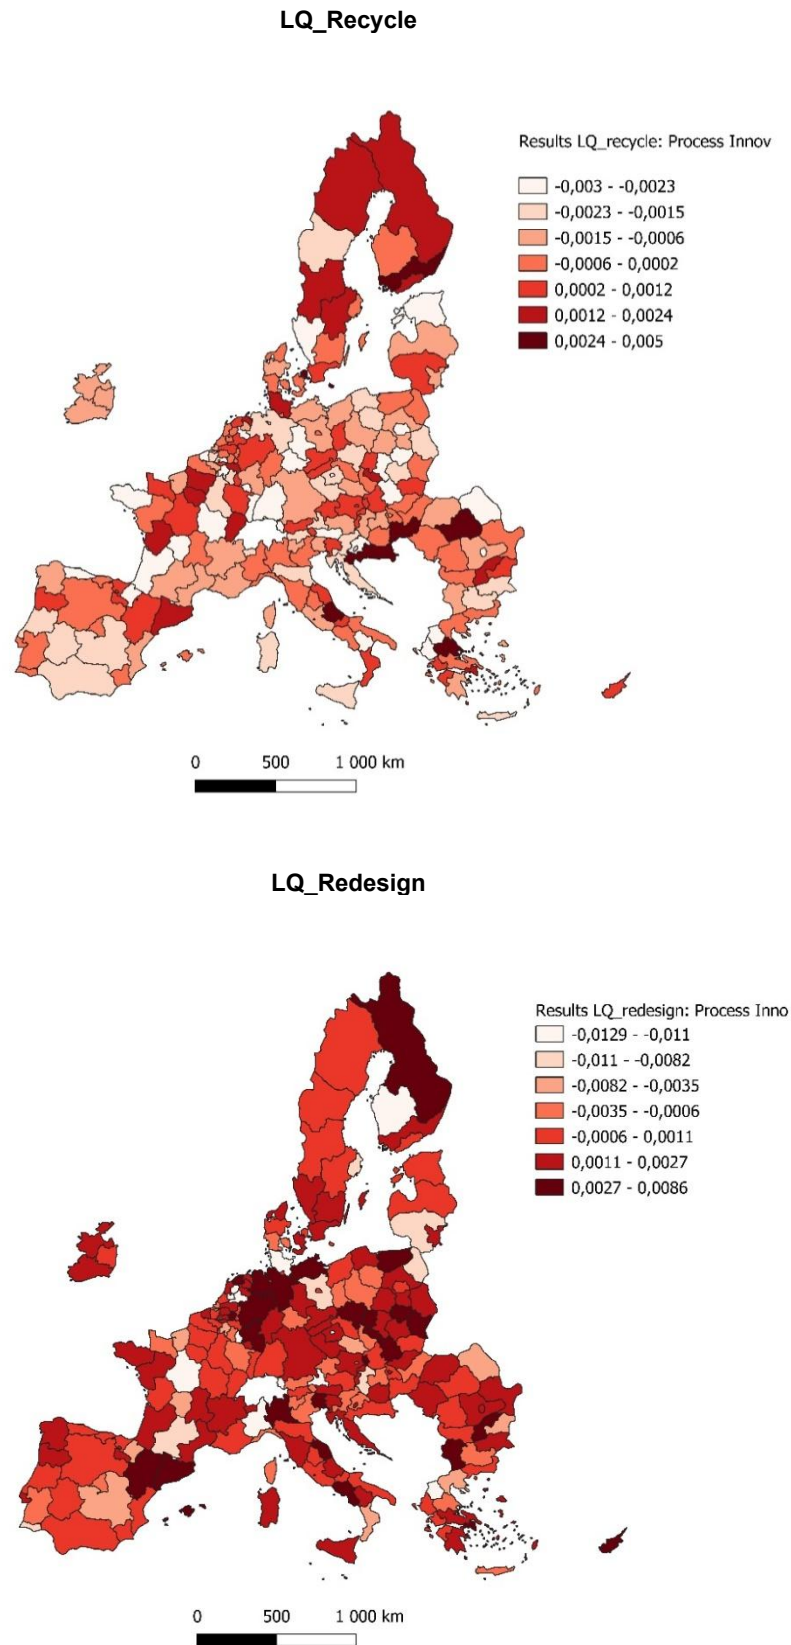 LQ_Recycle
Results LQ_recycle: Process Innov
-0,003 - -0,0023
-0,0023 - -0,0015
-0,0015 - -0,0006
-0,0006 - 0,0002
0,0002 - 0,0012
0,0012 - 0,0024
0,0024 - 0,005
0 500 1 000 km
LQ_Redesign
Results LQ_redesign: Process Inno
-0,0129 - -0,011
-0,011 - -0,0082
-0,0082 - -0,0035
-0,0035 - -0,0006
-0,0006 - 0,0011
0,0011 - 0,0027
0,0027 - 0,0086
0 500 1 000 km